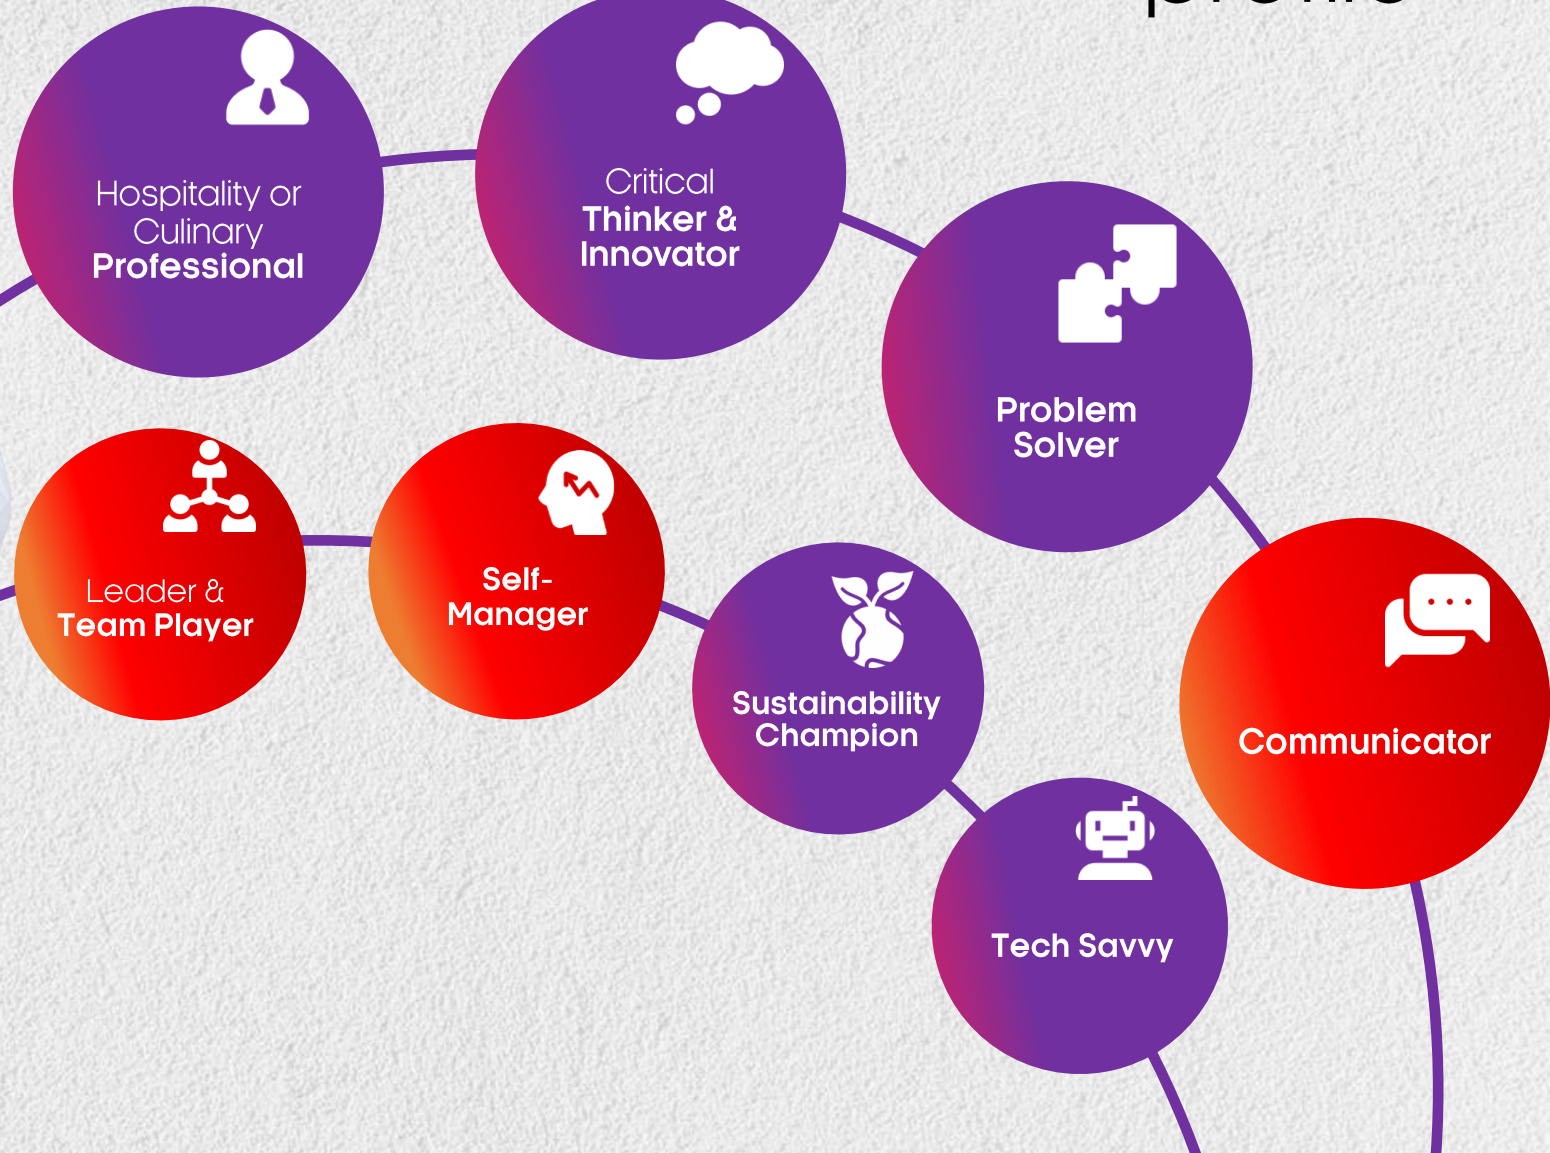 Hospitality or
Culinary
Professional
Critical
Thinker &
Innovator
Problem
Solver
Communicator
Leader &
Team Player
Self-
Manager
Sustainability
Champion
Tech Savvy